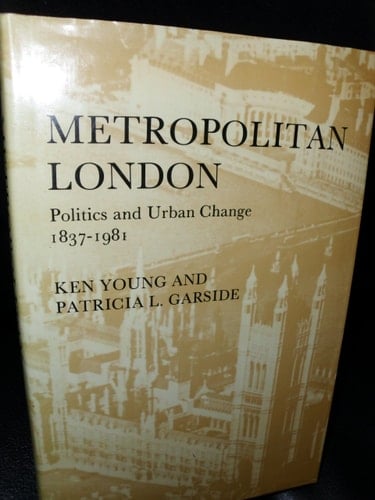 METROPOLITAN
LONDON
Politics and Urban Change
1837-1981
KEN YOUNG AND
PATRICIA L. GARSIDE